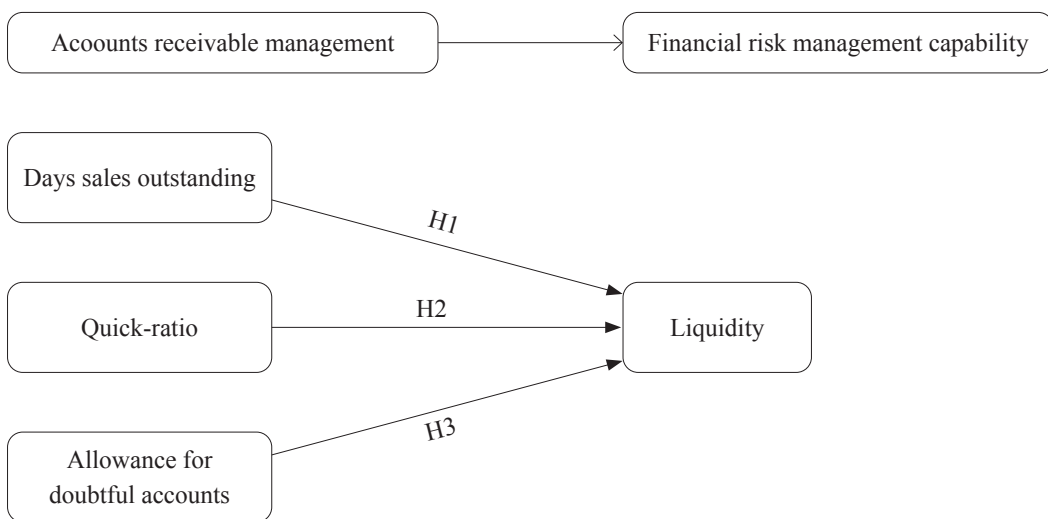 Acoounts receivable management
Financial risk management capability
Days sales outstanding
H1
Quick-ratio
H2
Liquidity
H3
Allowance for
doubtful accounts